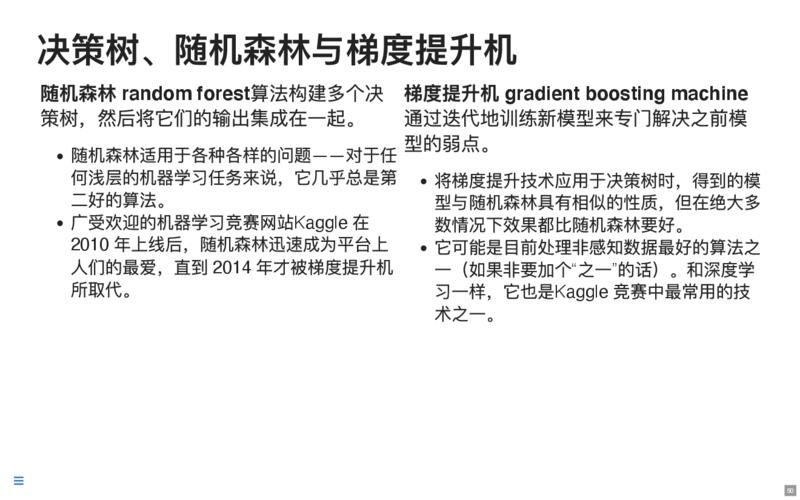 决策树、随机森林与梯度提升机
随机森林 random forest算法构建多个决
策树，然后将它们的输出集成在一起。
• 随机森林适用于各种各样的问题——对于任
何浅层的机器学习任务来说，它几乎总是第
二好的算法。
• 广受欢迎的机器学习竞赛网站Kaggle 在
2010 年上线后，随机森林迅速成为平台上
人们的最爱，直到 2014 年才被梯度提升机
所取代。
梯度提升机 gradient boosting machine
通过迭代地训练新模型来专门解决之前模
型的弱点。
• 将梯度提升技术应用于决策树时，得到的模
型与随机森林具有相似的性质，但在绝大多
数情况下效果都比随机森林要好。
• 它可能是目前处理非感知数据最好的算法之
一（如果非要加个“之一”的话）。和深度学
习一样，它也是Kaggle 竞赛中最常用的技
术之一。